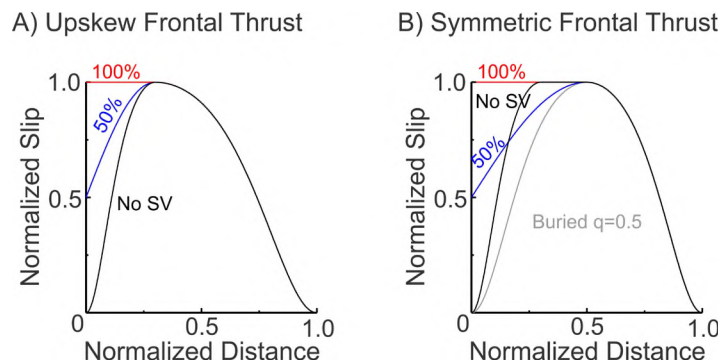 A) Upskew Frontal Thrust
1.0
100%
50%
No SV
0.5
0
0
0.5
1.0
Normalized Slip
Normalized Distance
B) Symmetric Frontal Thrust
1.0
100%
No SV
50%
0.5
Buried q=0.5
0
0
0.5
1.0
Normalized Slip
Normalized Distance